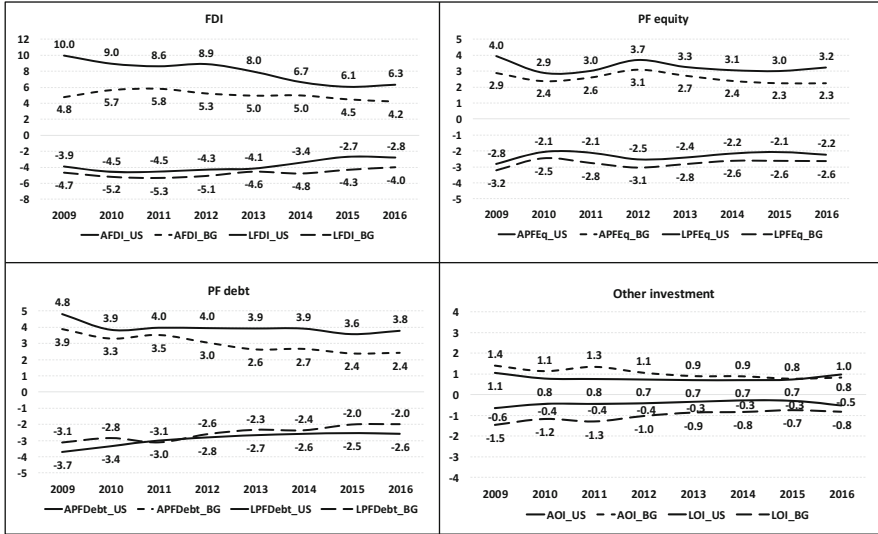 FDI
12
10
8
6
4
2
0
-2
-4
-6
-8
10.0 9.0 8.6 8.9 8.0 6.7 6.1 6.3
4.8 5.7 5.8 5.3 5.0 5.0 4.5 4.2
-3.9 -4.5 -4.5 -4.3 -4.1 -3.4 -2.7 -2.8
-4.7 -5.2 -5.3 -5.1 -4.6 -4.8 -4.3 -4.0
2009 2010 2011 2012 2013 2014 2015 2016
AFDI_US AFDI_BG LFDI_US LFDI_BG
PF equity
5
4
3
2
1
0
-1
-2
-3
-4
-5
4.0 2.9 3.0 3.7 3.3 3.1 3.0 3.2
2.9 2.4 2.6 3.1 2.7 2.4 2.3 2.3
-2.8 -2.1 -2.1 -2.5 -2.4 -2.2 -2.1 -2.2
-3.2 -2.5 -2.8 -3.1 -2.8 -2.6 -2.6 -2.6
2009 2010 2011 2012 2013 2014 2015 2016
APFEq_US APFEq_BG LPFEq_US LPFEq_BG
PF debt
5
4
3
2
1
0
-1
-2
-3
-4
-5
4.8 3.9 4.0 4.0 3.9 3.9 3.6 3.8
3.9 3.3 3.5 3.0 2.6 2.7 2.4 2.4
-3.1 -2.8 -3.1 -2.6 -2.3 -2.4 -2.0 -2.0
-3.7 -3.4 -3.0 -2.8 -2.7 -2.6 -2.5 -2.6
2009 2010 2011 2012 2013 2014 2015 2016
APFDebt_US APFDebt_BG LPFDebt_US LPFDebt_BG
Other investment
4
3
2
1
0
-1
-2
-3
-4
1.4 1.1 1.3 1.1 0.9 0.9 0.8 1.0
1.1 0.8 0.8 0.7 0.7 0.7 0.7 0.8
-0.6 -0.4 -0.4 -0.4 -0.3 -0.3 -0.3 -0.5
-1.5 -1.2 -1.3 -1.0 -0.9 -0.8 -0.7 -0.8
2009 2010 2011 2012 2013 2014 2015 2016
AOI_US AOI_BG LOI_US LOI_BG